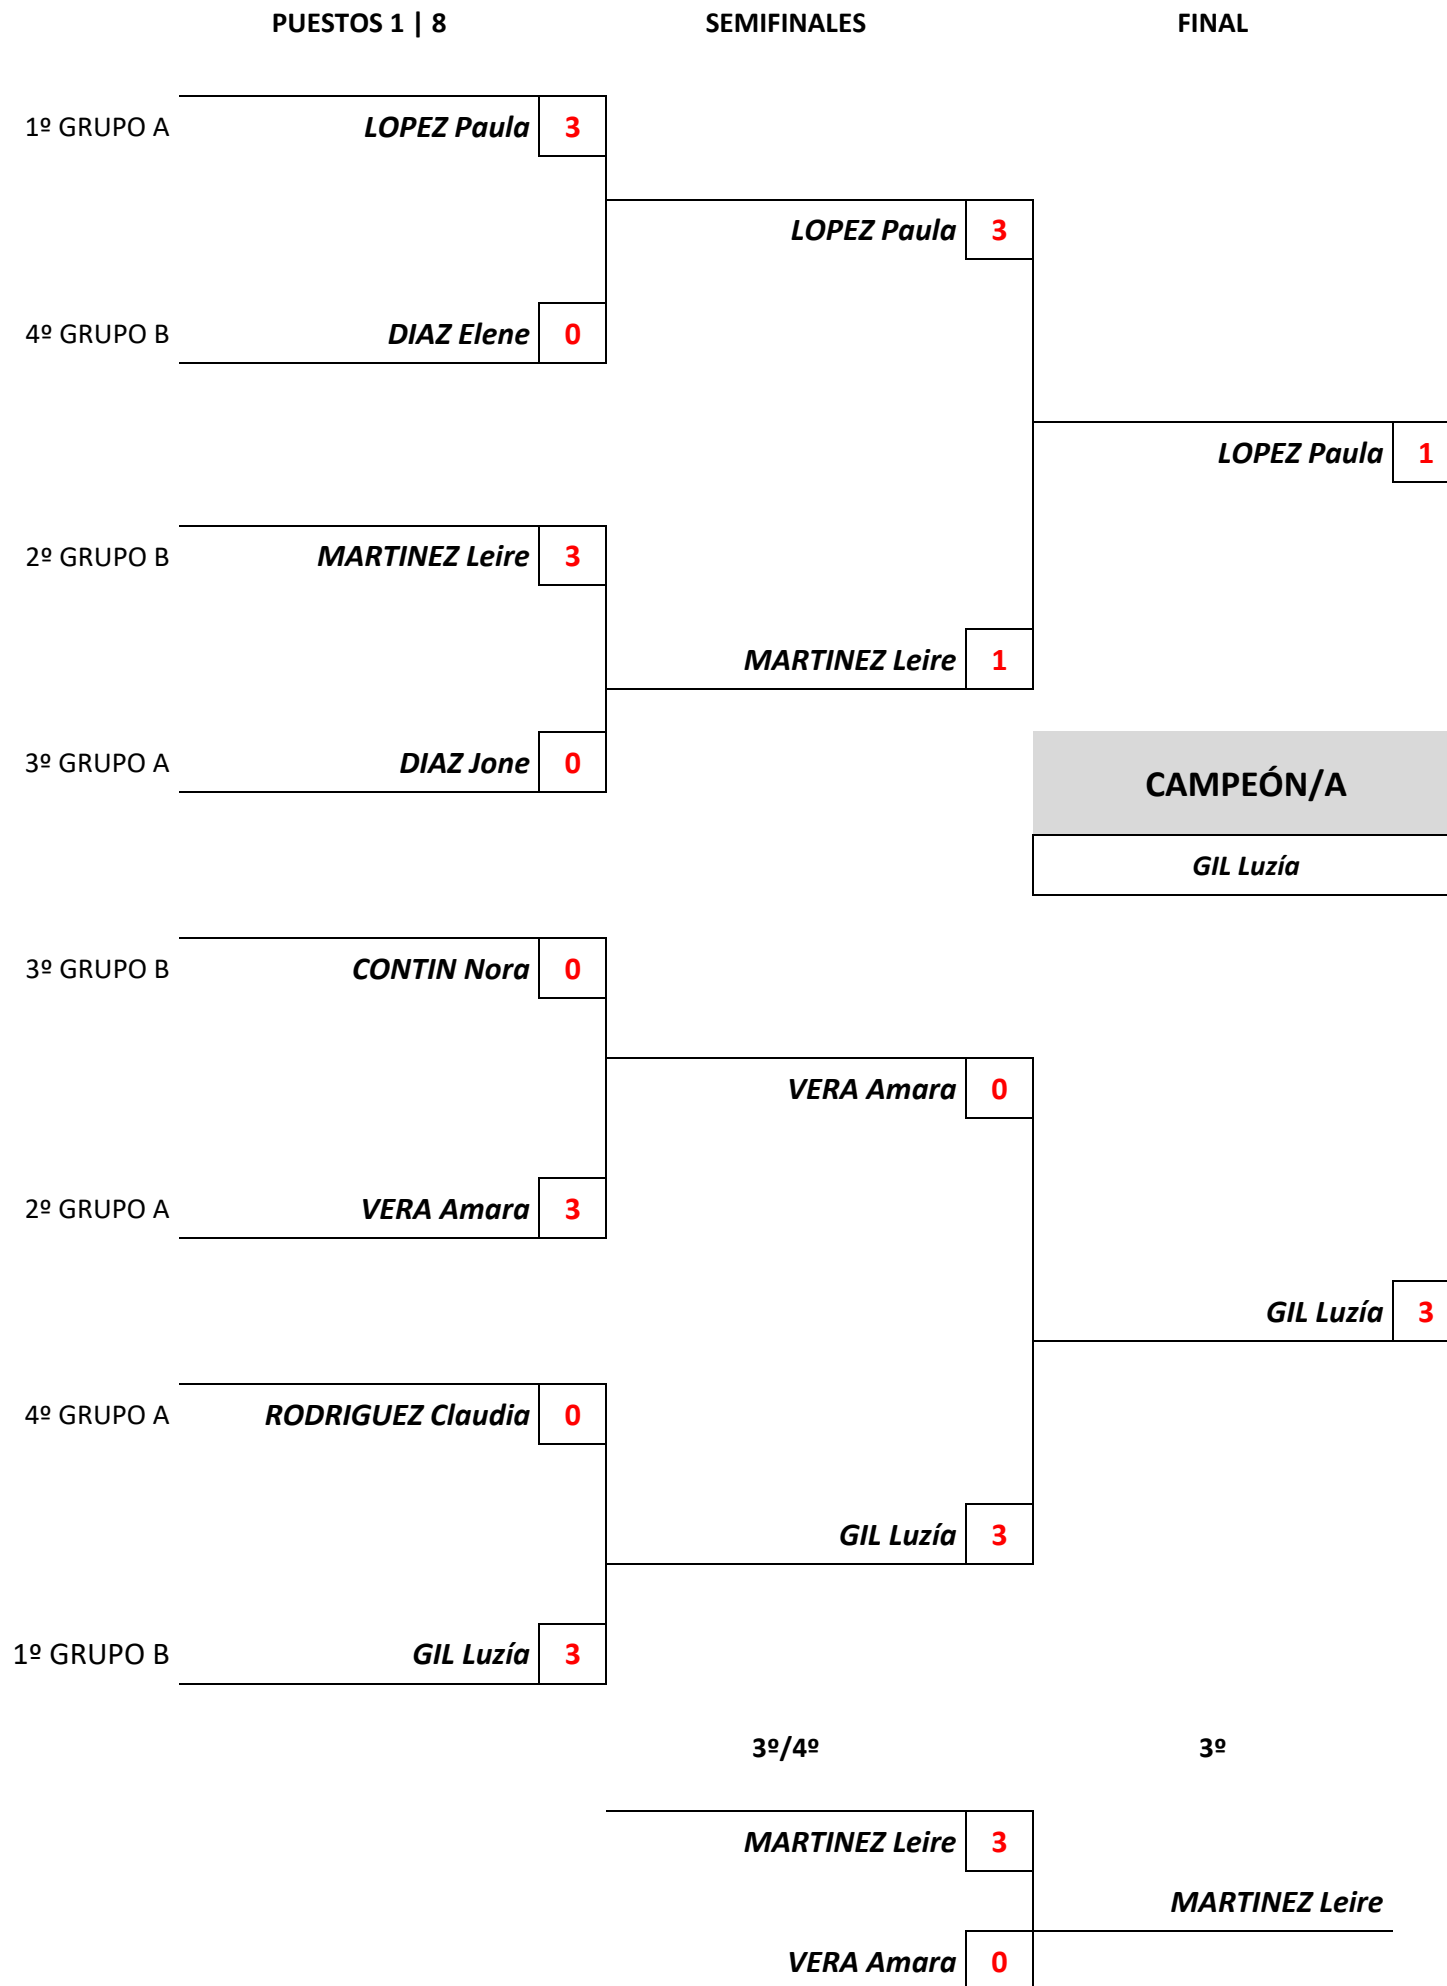 PUESTOS 1 | 8 SEMIFINALES FINAL
1º GRUPO A LOPEZ Paula 3
LOPEZ Paula 3
4º GRUPO B DIAZ Elene 0
LOPEZ Paula 1
2º GRUPO B MARTINEZ Leire 3
MARTINEZ Leire 1
3º GRUPO A DIAZ Jone 0
CAMPEÓN/A
GIL Luzía
3º GRUPO B CONTIN Nora 0
VERA Amara 0
2º GRUPO A VERA Amara 3
GIL Luzía 3
4º GRUPO A RODRIGUEZ Claudia 0
GIL Luzía 3
1º GRUPO B GIL Luzía 3
3º/4º 3º
MARTINEZ Leire 3
MARTINEZ Leire
VERA Amara 0